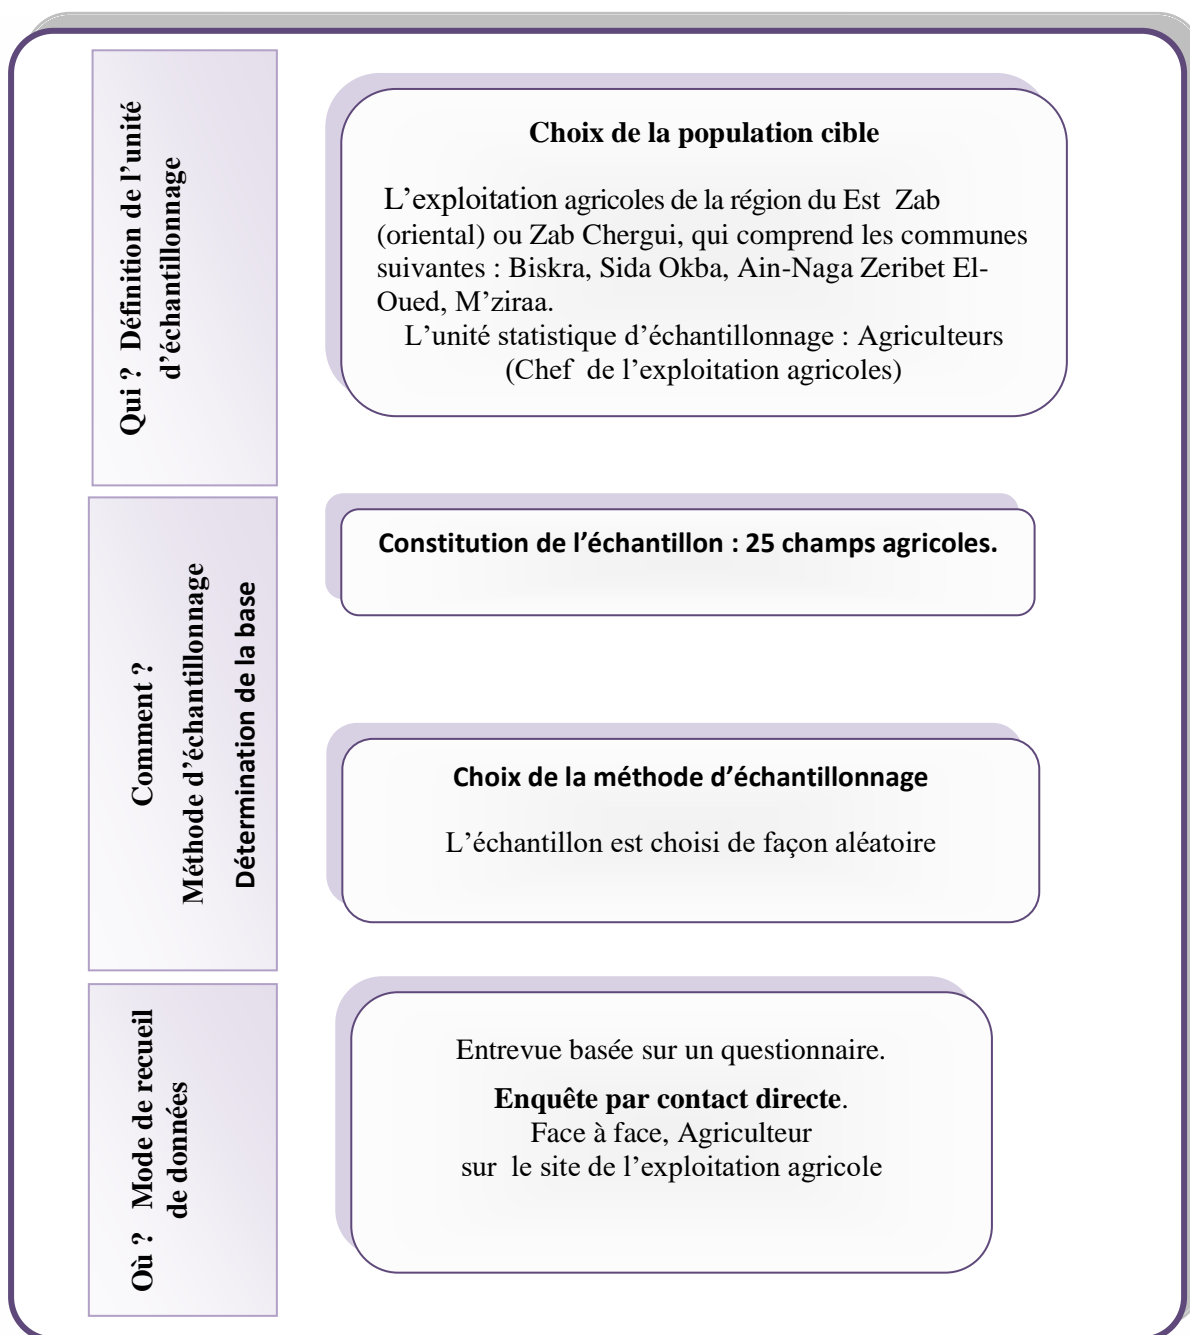 Qui ? Définition de l’unité
d’échantillonnage
Choix de la population cible
L’exploitation agricoles de la région du Est Zab
(oriental) ou Zab Chergui, qui comprend les communes
suivantes : Biskra, Sida Okba, Ain-Naga Zeribet El-
Oued, M’ziraa.
L’unité statistique d’échantillonnage : Agriculteurs
(Chef de l’exploitation agricoles)
Comment ?
Méthode d’échantillonnage
Détermination de la base
Constitution de l’échantillon : 25 champs agricoles.
Choix de la méthode d’échantillonnage
L’échantillon est choisi de façon aléatoire
Où ? Mode de recueil
de données
Entrevue basée sur un questionnaire.
Enquête par contact directe.
Face à face, Agriculteur
sur le site de l’exploitation agricole